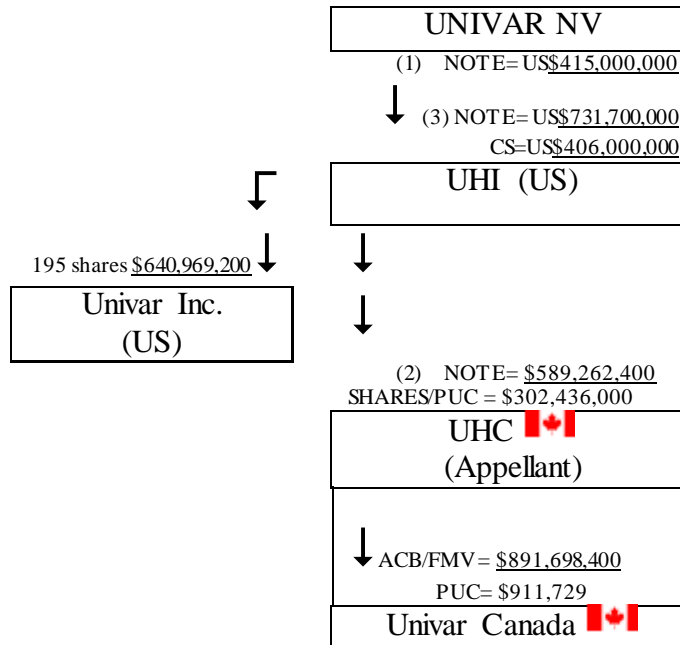 UNIVAR NV
(1) NOTE= US$415,000,000
(3) NOTE= US$731,700,000
CS=US$406,000,000
UHI (US)
195 shares $640,969,200
Univar Inc.
(US)
(2) NOTE= $589,262,400
SHARES/PUC = $302,436,000
UHC
(Appellant)
ACB/FMV= $891,698,400
PUC= $911,729
Univar Canada